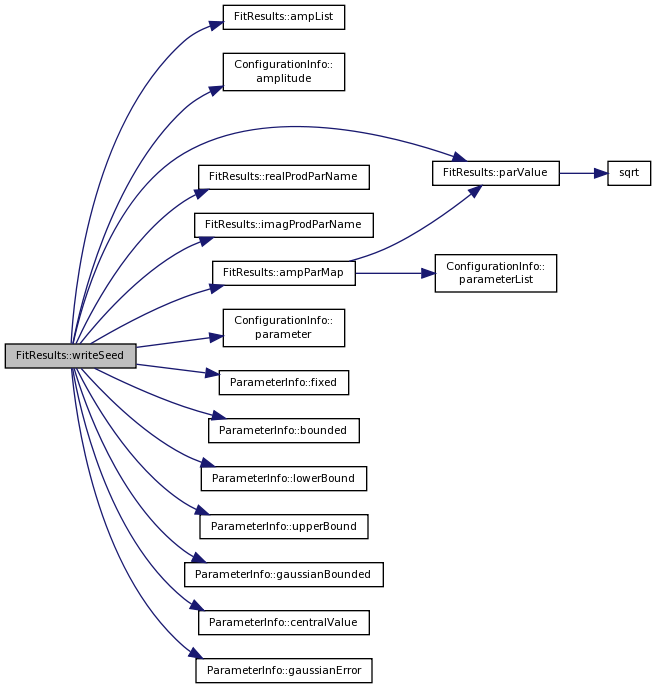 FitResults::ampList
ConfigurationInfo::
amplitude
FitResults::parValue
sqrt
FitResults::realProdParName
FitResults::imagProdParName
FitResults::ampParMap
ConfigurationInfo::
parameterList
ConfigurationInfo::
parameter
FitResults::writeSeed
ParameterInfo::fixed
ParameterInfo::bounded
ParameterInfo::lowerBound
ParameterInfo::upperBound
ParameterInfo::gaussianBounded
ParameterInfo::centralValue
ParameterInfo::gaussianError